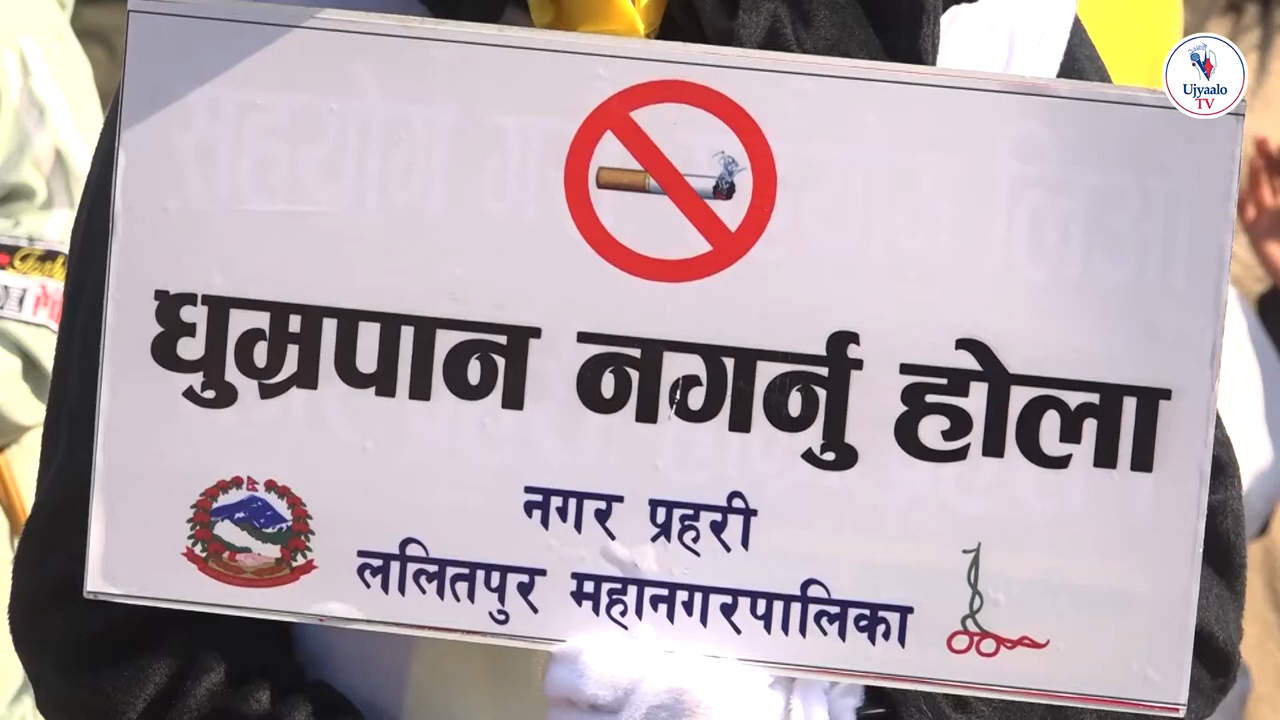 Ujyaalo
TV
धुम्रपान नगर्नु होला
नगर प्रहरी
ललितपुर महानगरपालिका